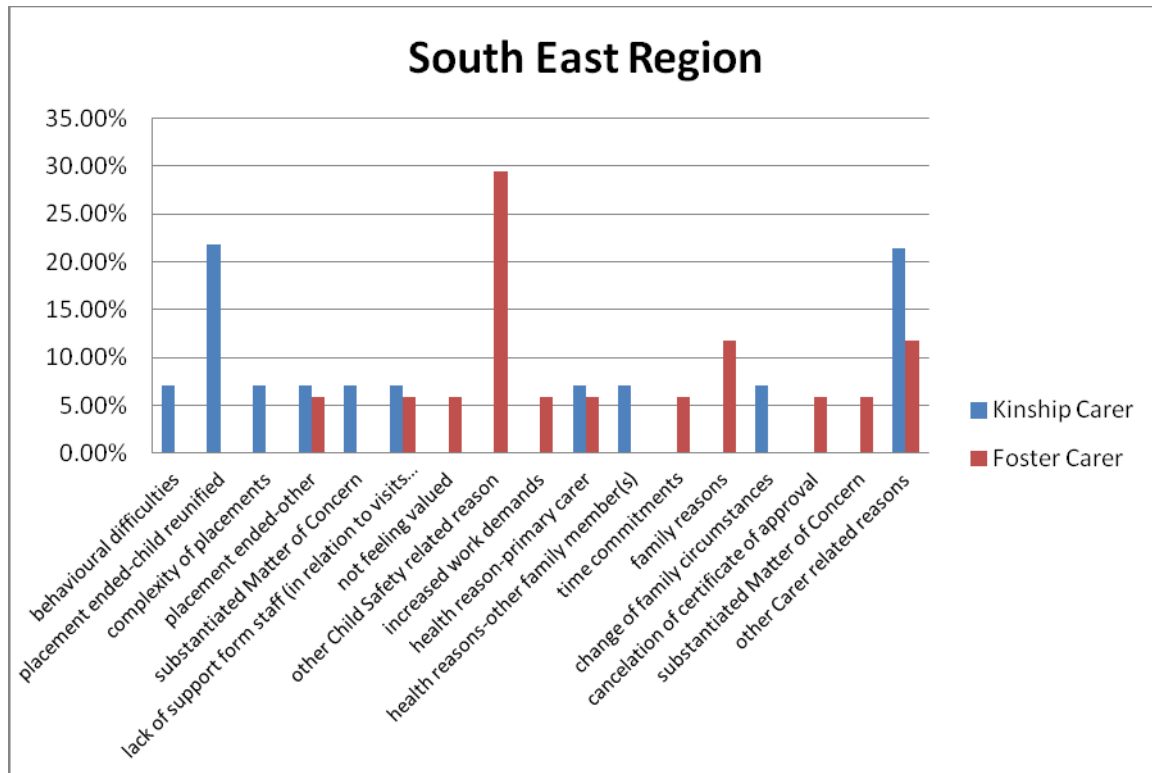 South East Region
35.00%
30.00%
25.00%
20.00%
15.00%
10.00%
5.00%
0.00%
Kinship Carer
Foster Carer
behavioural difficulties
placement ended-child reunified
complexity of placements
placement ended-other
substantiated Matter of Concern
lack of support form staff (in relation to visits...
not feeling valued
other Child Safety related reason
increased work demands
health reason-primary carer
health reasons-other family member(s)
time commitments
family reasons
change of family circumstances
cancelation of certificate of approval
substantiated Matter of Concern
other Carer related reasons